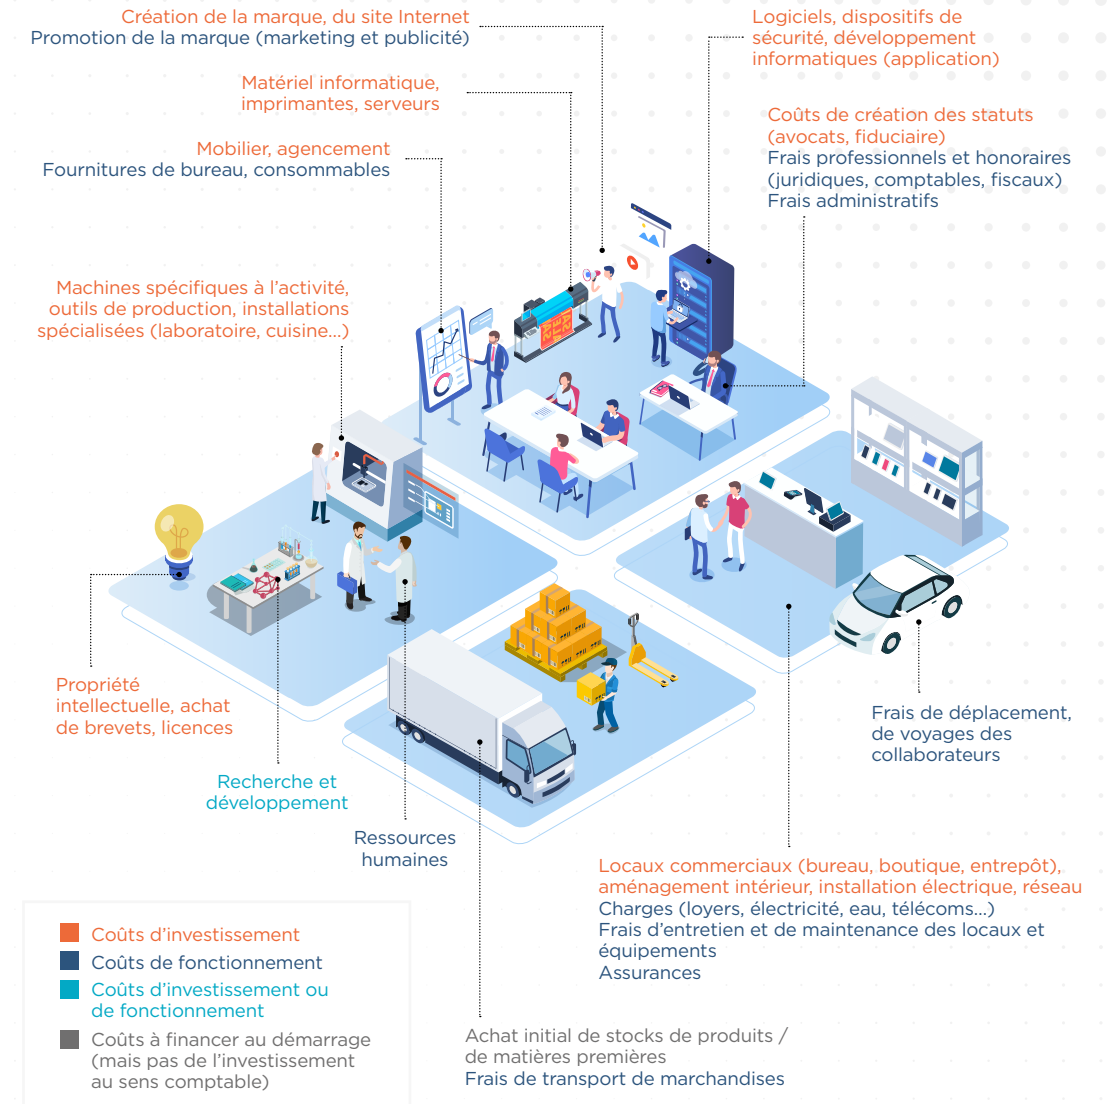 Création de la marque, du site Internet
Promotion de la marque (marketing et publicité)
Logiciels, dispositifs de
sécurité, développement
informatiques (application)
Matériel informatique,
imprimantes, serveurs
Coûts de création des statuts
(avocats, fiduciaire)
Frais professionnels et honoraires
(juridiques, comptables, fiscaux)
Frais administratifs
Mobilier, agencement
Fournitures de bureau, consommables
Machines spécifiques à l’activité,
outils de production, installations
spécialisées (laboratoire, cuisine...)
Propriété
intellectuelle, achat
de brevets, licences
Recherche et
développement
Ressources
humaines
Frais de déplacement,
de voyages des
collaborateurs
Locaux commerciaux (bureau, boutique, entrepôt),
aménagement intérieur, installation électrique, réseau
Charges (loyers, électricité, eau, télécoms...)
Frais d’entretien et de maintenance des locaux et
équipements
Assurances
Achat initial de stocks de produits /
de matières premières
Frais de transport de marchandises
Coûts d’investissement
Coûts de fonctionnement
Coûts d’investissement ou
de fonctionnement
Coûts à financer au démarrage
(mais pas de l’investissement
au sens comptable)